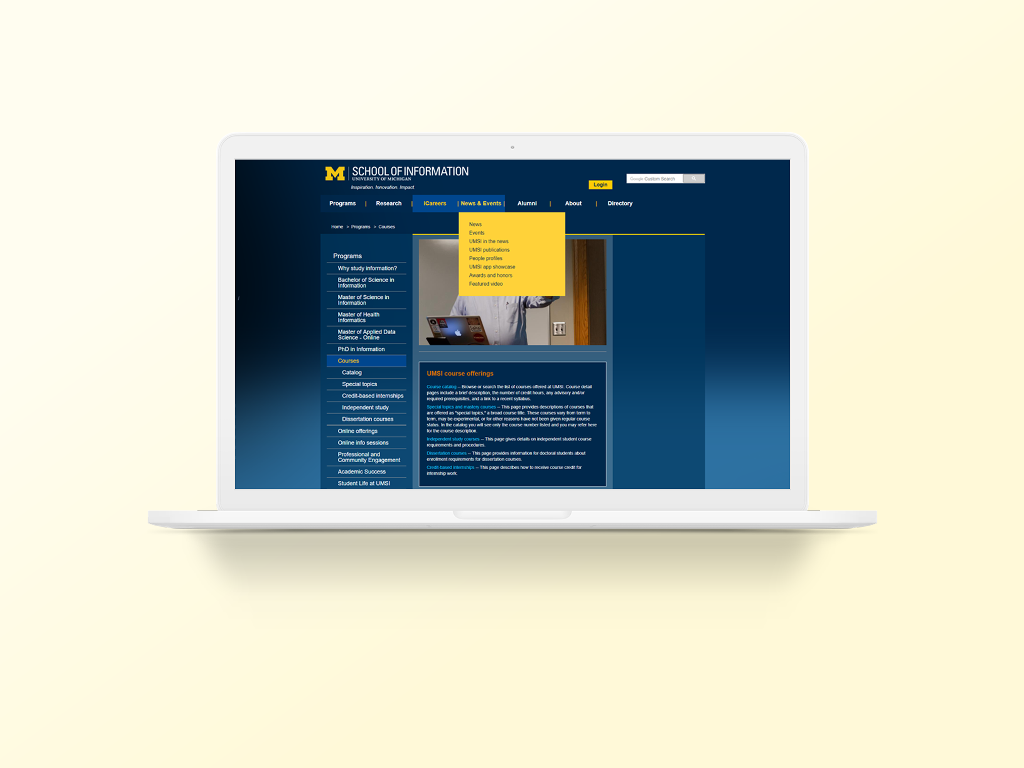 M SCHOOL OF INFORMATION
UNIVERSITY OF MICHIGAN
Inspiration. Innovation. Impact.
Login
Google Custom Search
Programs | Research | iCareers | News & Events | Alumni | About | Directory
Home > Programs > Courses
News
Events
UMSI in the news
UMSI publications
People profiles
UMSI app showcase
Awards and honors
Featured video
Programs
Why study information?
Bachelor of Science in
Information
Master of Science in
Information
Master of Health
Informatics
Master of Applied Data
Science - Online
PhD in Information
Courses
Catalog
Special topics
Credit-based internships
Independent study
Dissertation courses
Online offerings
Online info sessions
Professional and
Community Engagement
Academic Success
Student Life at UMSI
UMSI course offerings
Course catalog -- Browse or search the list of courses offered at UMSI. Course detail
pages include a brief description, the number of credit hours, any advisory and/or
required prerequisites, and a link to a recent syllabus.
Special topics and mastery courses -- This page provides descriptions of courses that
are offered as "special topics," a broad course title. These courses vary from term to
term, may be experimental, or for other reasons have not been given regular course
status. In the catalog you will see only the course number listed and you may refer here
for the course description.
Independent study courses -- This page gives details on independent student course
requirements and procedures.
Dissertation courses -- This page provides information for doctoral students about
enrollment requirements for dissertation courses.
Credit-based internships -- This page describes how to receive course credit for
internship work.